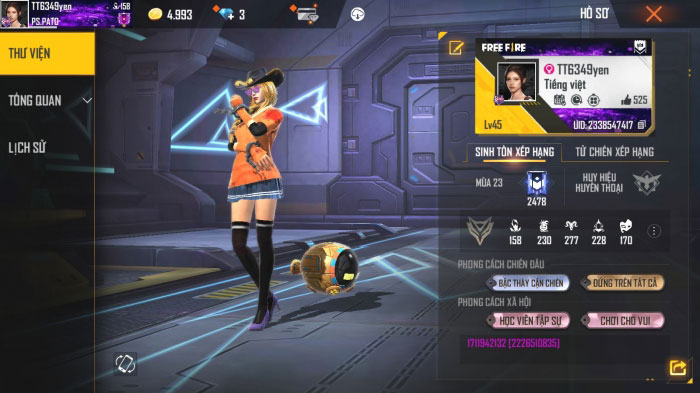 TT6349yen
PS.PATO
158
4.993
3
HỒ SƠ
THƯ VIỆN
TỔNG QUAN
LỊCH SỬ
FREE FIRE
TT6349yen
Tiếng việt
525
Lv45
UID: 2338547417
SINH TỒN XẾP HẠNG
TỬ CHIẾN XẾP HẠNG
MÙA 23
2478
HUY HIỆU
HUYỀN THOẠI
158 230 277 228 170
PHONG CÁCH CHIẾN ĐẤU
BẬC THẦY CẬN CHIẾN
ĐỨNG TRÊN TẤT CẢ
PHONG CÁCH XÃ HỘI
HỌC VIÊN TẬP SỰ
CHƠI CHO VUI
1711942132 [2226510835]